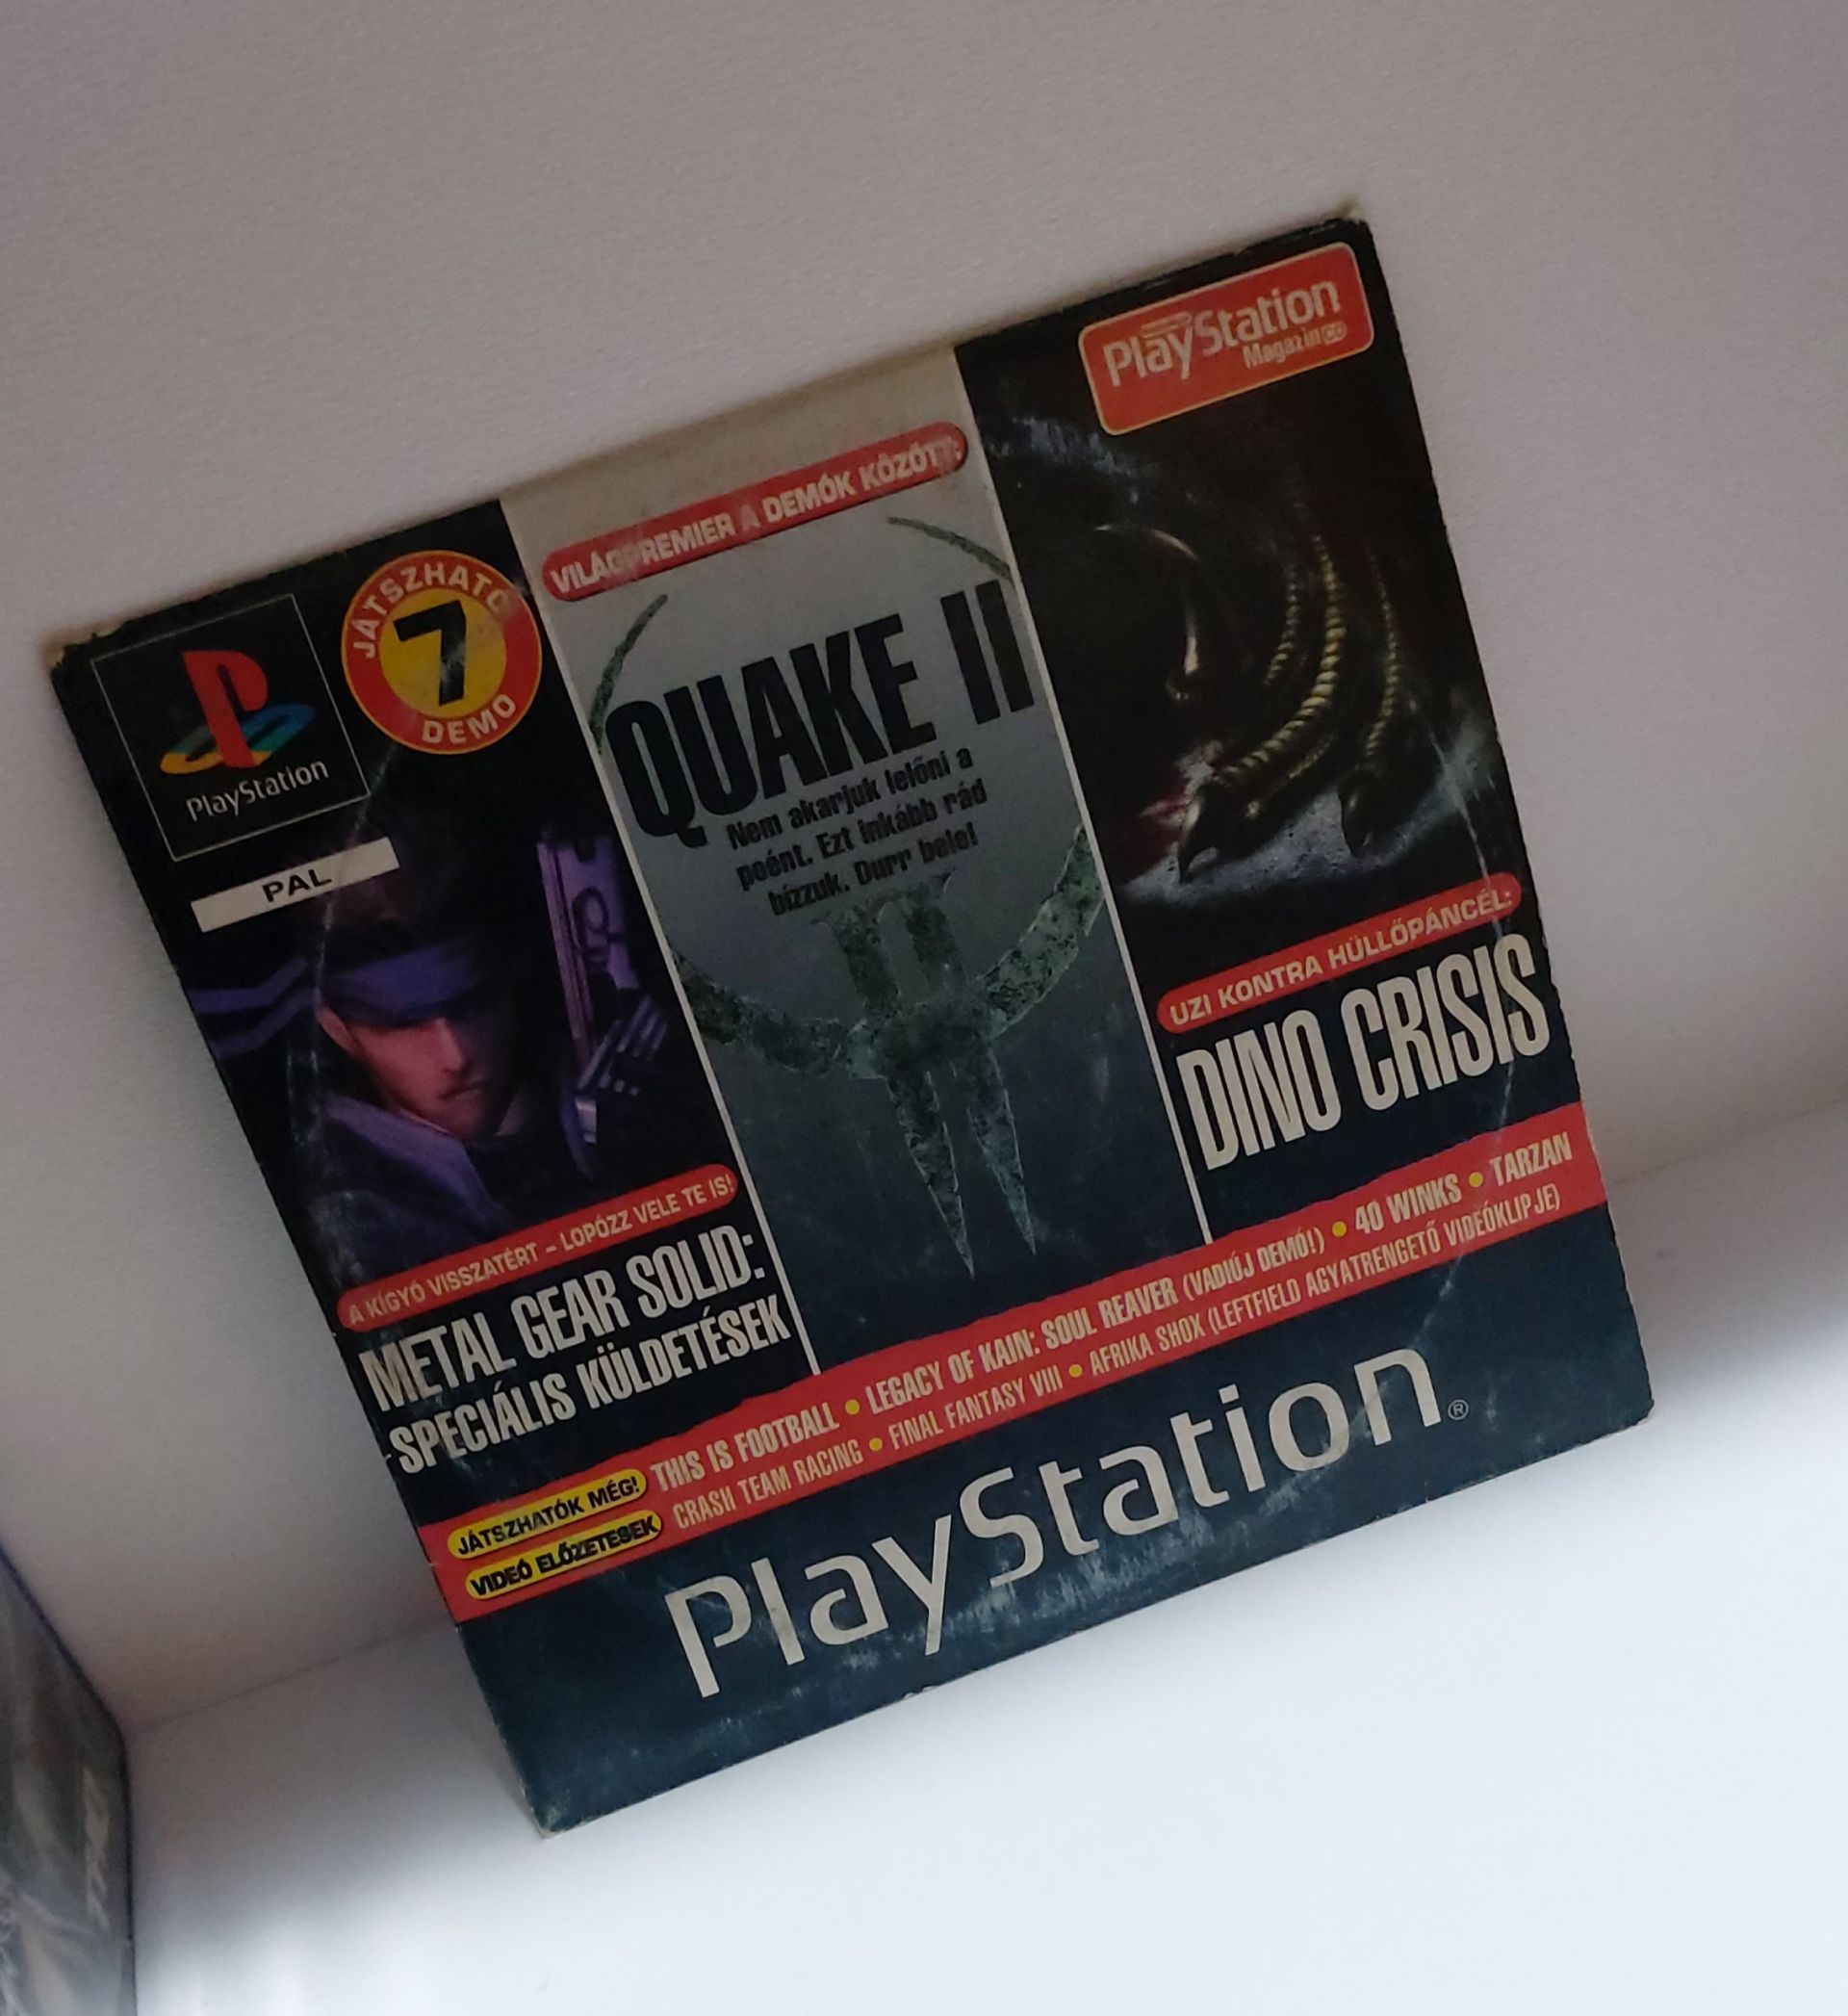 PlayStation
Magazin CD
VILÁGPREMIER A DEMÓK KÖZÖTT:
JÁTSZHATÓ
7
DEMO
PlayStation
PAL
QUAKE II
Nem akarjuk lelőni a
poént. Ezt inkább rád
bízzuk. Durr bele!
UZI KONTRA HÜLLŐPÁNCÉL:
DINO CRISIS
A KÍGYÓ VISSZATÉRT – LOPÓZZ VELE TE IS!
METAL GEAR SOLID:
SPECIÁLIS KÜLDETÉSEK
JÁTSZHATÓK MÉG! THIS IS FOOTBALL • LEGACY OF KAIN: SOUL REAVER (VADIÚJ DEMÓ!) • 40 WINKS • TARZAN
VIDEÓ ELŐZETESEK CRASH TEAM RACING • FINAL FANTASY VIII • AFRIKA SHOX (LEFTFIELD AGYATRENGETŐ VIDEÓKLIPJE)
PlayStation®